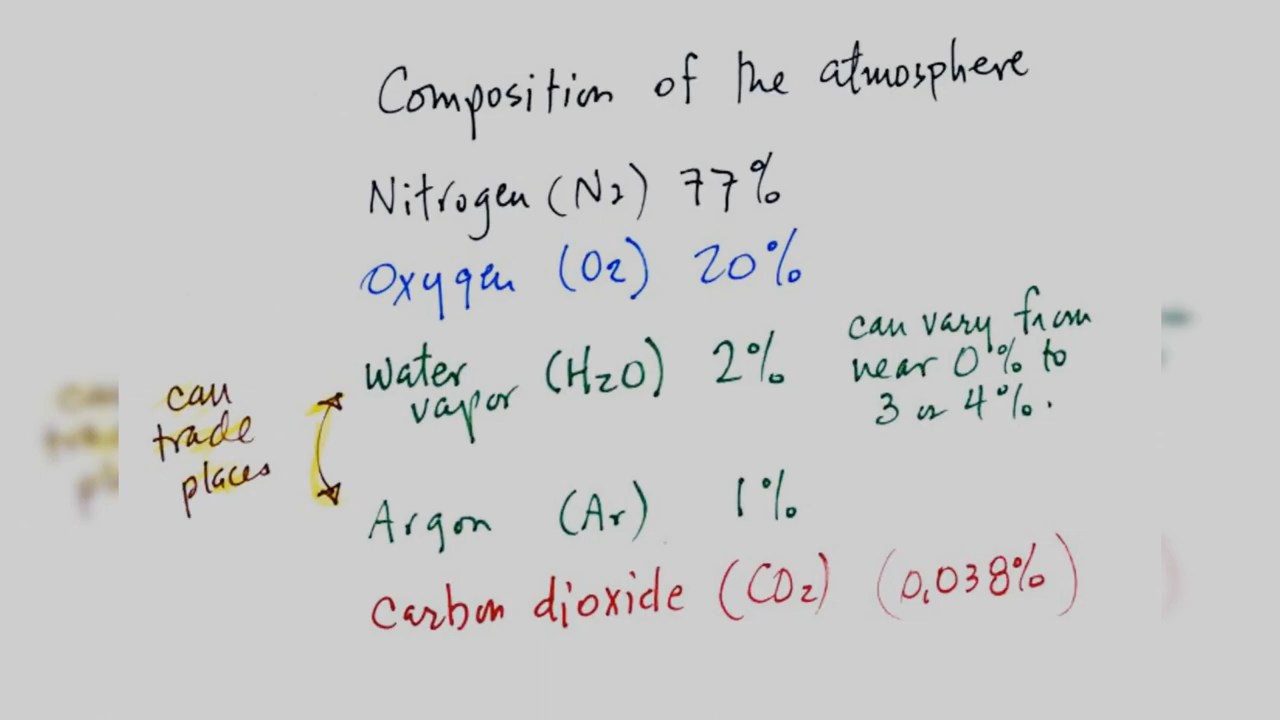 Composition of the atmosphere
Nitrogen (N2) 77%
Oxygen (O2) 20%
Water vapor (H2O) 2%
can vary from
near 0% to
3 or 4%.
can
trade
places
Argon (Ar) 1%
Carbon dioxide (CO2) (0.038%)